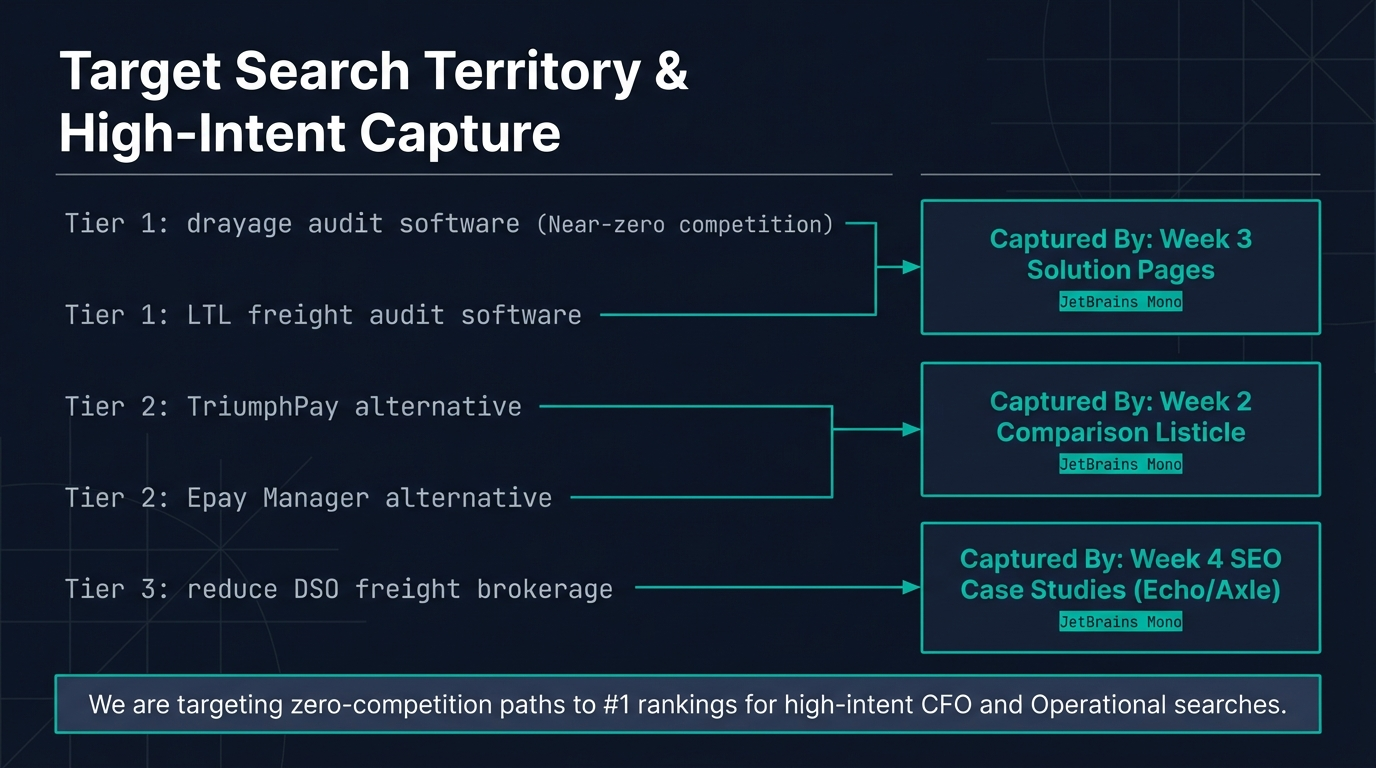 Target Search Territory &
High-Intent Capture
Tier 1: drayage audit software (Near-zero competition)
Tier 1: LTL freight audit software
Tier 2: TriumphPay alternative
Tier 2: Epay Manager alternative
Tier 3: reduce DSO freight brokerage
Captured By: Week 3
Solution Pages
JetBrains Mono
Captured By: Week 2
Comparison Listicle
JetBrains Mono
Captured By: Week 4 SEO
Case Studies (Echo/Axle)
JetBrains Mono
We are targeting zero-competition paths to #1 rankings for high-intent CFO and Operational searches.